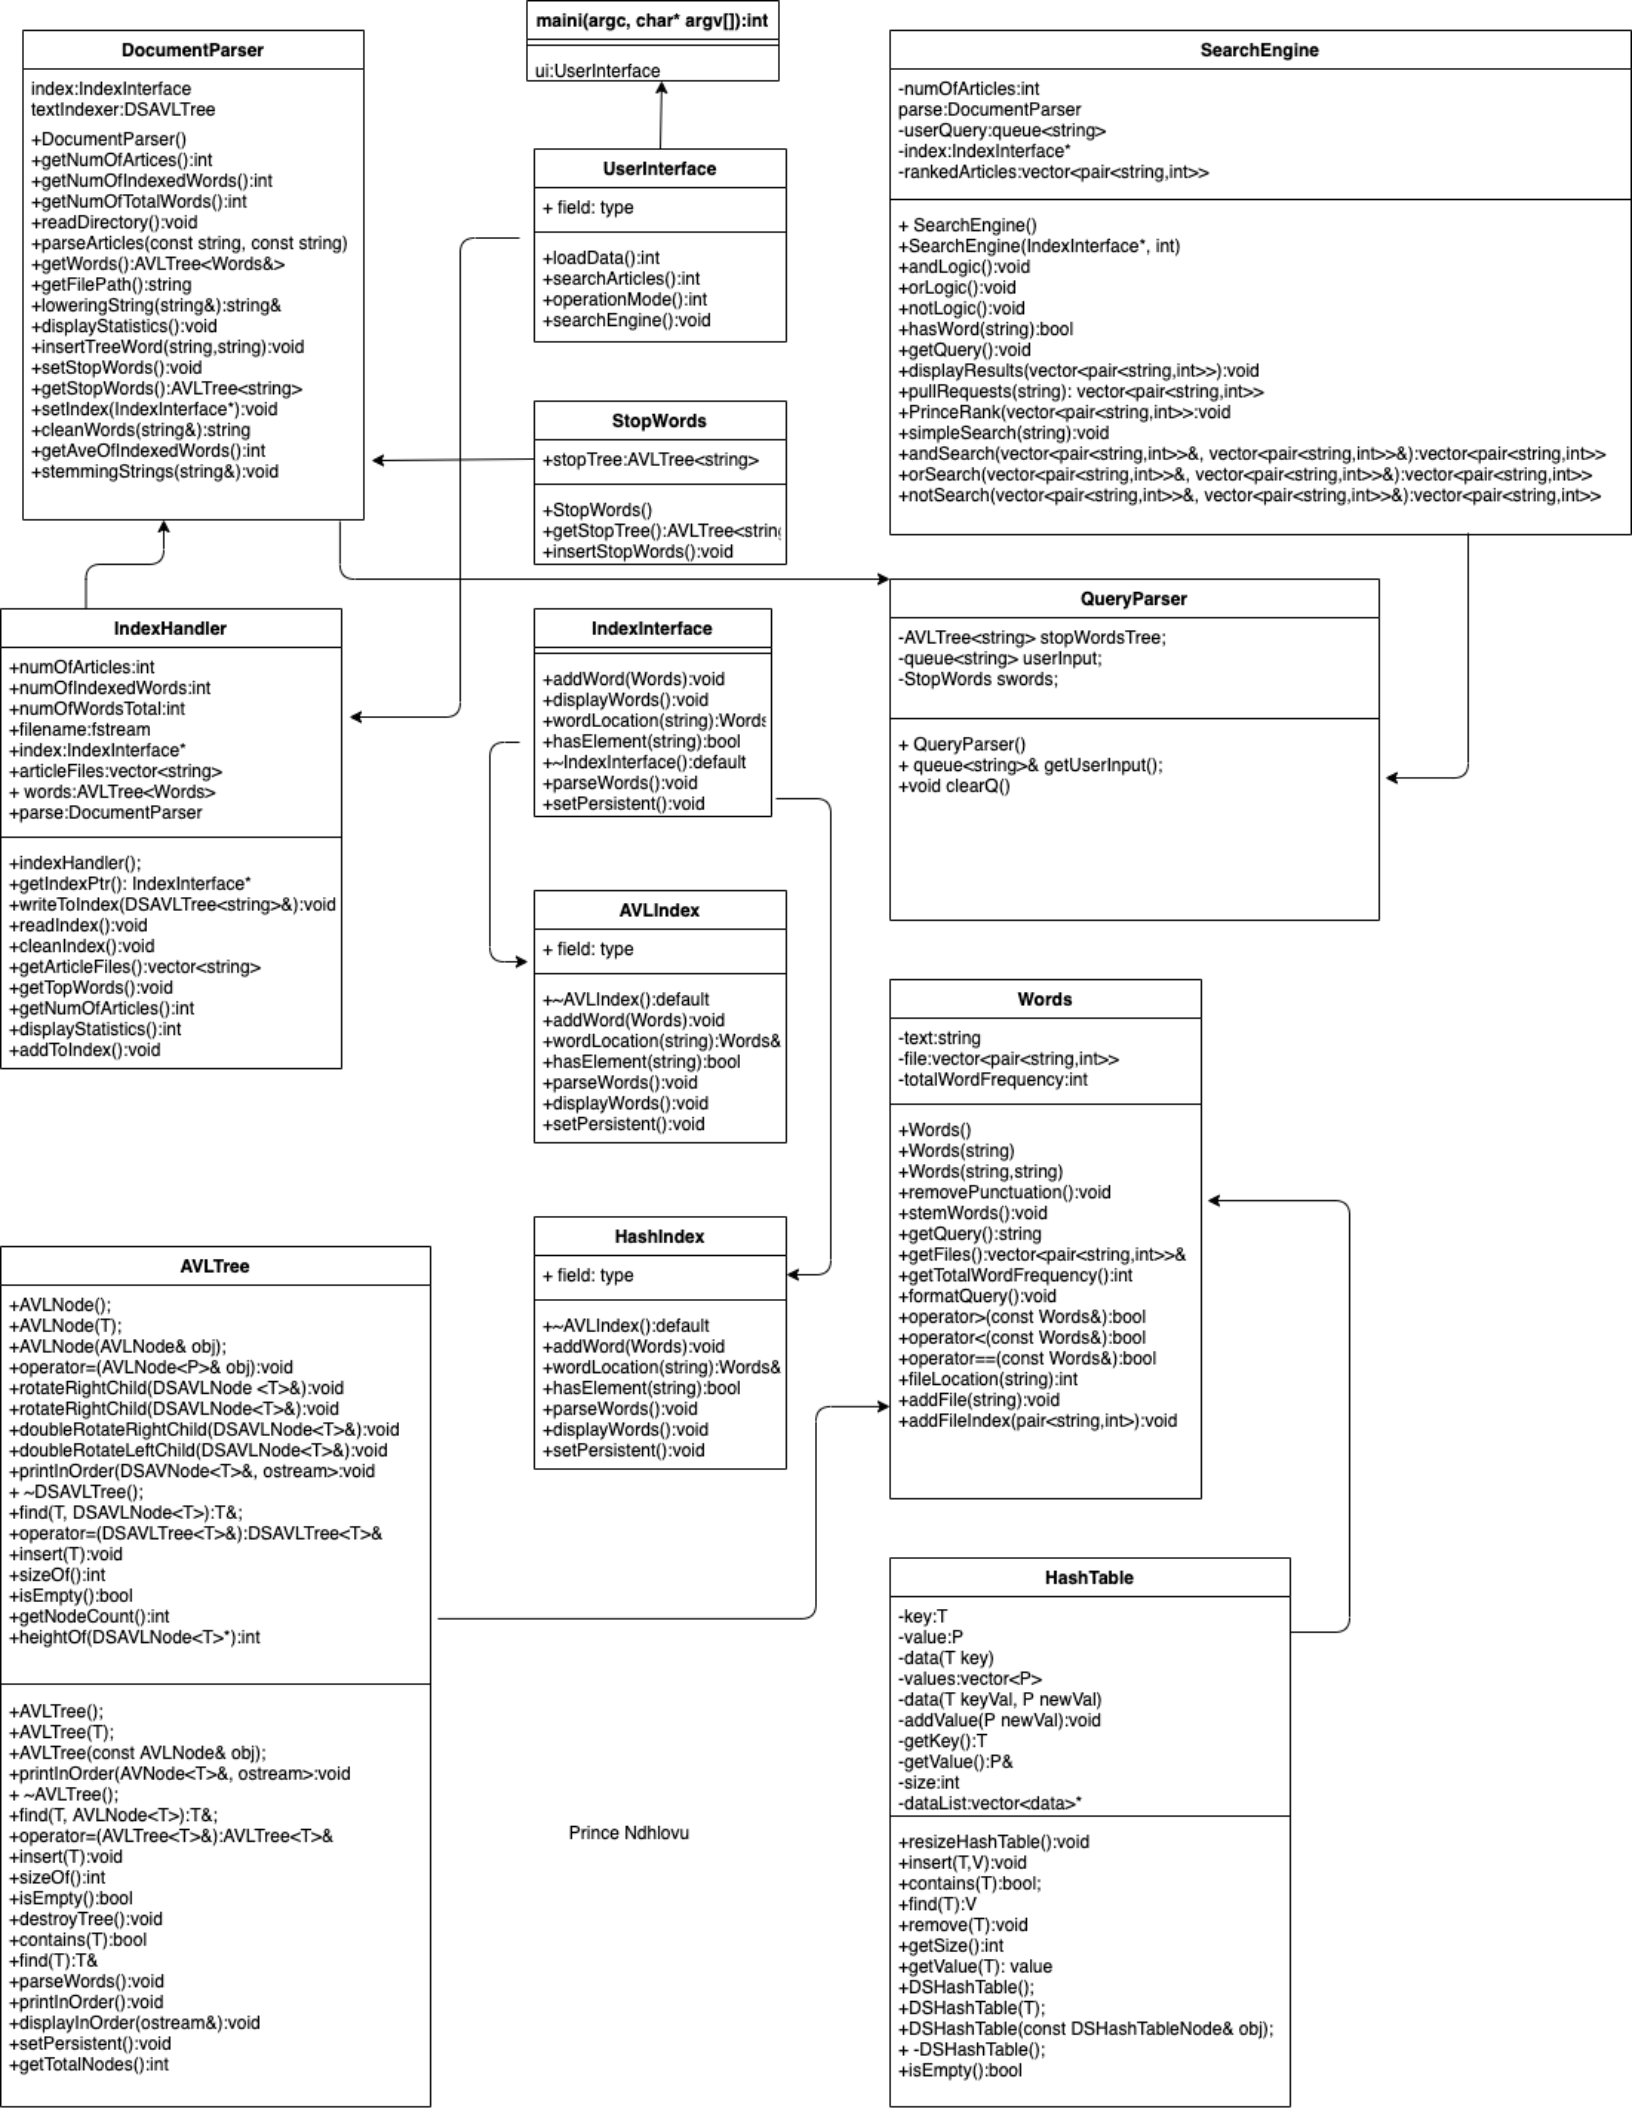 maini(argc, char* argv[]):int
ui:UserInterface
DocumentParser
index:IndexInterface
textIndexer:DSAVLTree
+DocumentParser()
+getNumOfArtices():int
+getNumOfIndexedWords():int
+getNumOfTotalWords():int
+readDirectory():void
+parseArticles(const string, const string)
+getWords():AVLTree<Words&>
+getFilePath():string
+loweringString(string&):string&
+displayStatistics():void
+insertTreeWord(string,string):void
+setStopWords():void
+getStopWords():AVLTree<string>
+setIndex(IndexInterface*):void
+cleanWords(string&):string
+getAveOfIndexedWords():int
+stemmingStrings(string&):void
UserInterface
+ field: type
+loadData():int
+searchArticles():int
+operationMode():int
+searchEngine():void
SearchEngine
-numOfArticles:int
parse:DocumentParser
-userQuery:queue<string>
-index:IndexInterface*
-rankedArticles:vector<pair<string,int>>
+ SearchEngine()
+SearchEngine(IndexInterface*, int)
+andLogic():void
+orLogic():void
+notLogic():void
+hasWord(string):bool
+getQuery():void
+displayResults(vector<pair<string,int>>):void
+pullRequests(string): vector<pair<string,int>>
+PrinceRank(vector<pair<string,int>>:void
+simpleSearch(string):void
+andSearch(vector<pair<string,int>>&, vector<pair<string,int>>&):vector<pair<string,int>>
+orSearch(vector<pair<string,int>>&, vector<pair<string,int>>&):vector<pair<string,int>>
+notSearch(vector<pair<string,int>>&, vector<pair<string,int>>&):vector<pair<string,int>>
StopWords
+stopTree:AVLTree<string>
+StopWords()
+getStopTree():AVLTree<string
+insertStopWords():void
IndexHandler
+numOfArticles:int
+numOfIndexedWords:int
+numOfWordsTotal:int
+filename:fstream
+index:IndexInterface*
+articleFiles:vector<string>
+ words:AVLTree<Words>
+parse:DocumentParser
+indexHandler();
+getIndexPtr(): IndexInterface*
+writeToIndex(DSAVLTree<string>&):void
+readIndex():void
+cleanIndex():void
+getArticleFiles():vector<string>
+getTopWords():void
+getNumOfArticles():int
+displayStatistics():int
+addToIndex():void
IndexInterface
+addWord(Words):void
+displayWords():void
+wordLocation(string):Words
+hasElement(string):bool
+~IndexInterface():default
+parseWords():void
+setPersistent():void
QueryParser
-AVLTree<string> stopWordsTree;
-queue<string> userInput;
-StopWords swords;
+ QueryParser()
+ queue<string>& getUserInput();
+void clearQ()
AVLIndex
+ field: type
+~AVLIndex():default
+addWord(Words):void
+wordLocation(string):Words&
+hasElement(string):bool
+parseWords():void
+displayWords():void
+setPersistent():void
Words
-text:string
-file:vector<pair<string,int>>
-totalWordFrequency:int
+Words()
+Words(string)
+Words(string,string)
+removePunctuation():void
+stemWords():void
+getQuery():string
+getFiles():vector<pair<string,int>>&
+getTotalWordFrequency():int
+formatQuery():void
+operator>(const Words&):bool
+operator<(const Words&):bool
+operator==(const Words&):bool
+fileLocation(string):int
+addFile(string):void
+addFileIndex(pair<string,int>):void
HashIndex
+ field: type
+~AVLIndex():default
+addWord(Words):void
+wordLocation(string):Words&
+hasElement(string):bool
+parseWords():void
+displayWords():void
+setPersistent():void
AVLTree
+AVLNode();
+AVLNode(T);
+AVLNode(AVLNode& obj);
+operator=(AVLNode<P>& obj):void
+rotateRightChild(DSAVLNode <T>&):void
+rotateRightChild(DSAVLNode<T>&):void
+doubleRotateRightChild(DSAVLNode<T>&):void
+doubleRotateLeftChild(DSAVLNode<T>&):void
+printInOrder(DSAVNode<T>&, ostream>:void
+ ~DSAVLTree();
+find(T, DSAVLNode<T>):T&;
+operator=(DSAVLTree<T>&):DSAVLTree<T>&
+insert(T):void
+sizeOf():int
+isEmpty():bool
+getNodeCount():int
+heightOf(DSAVLNode<T>*):int
+AVLTree();
+AVLTree(T);
+AVLTree(const AVLNode& obj);
+printInOrder(AVNode<T>&, ostream>:void
+ ~AVLTree();
+find(T, AVLNode<T>):T&;
+operator=(AVLTree<T>&):AVLTree<T>&
+insert(T):void
+sizeOf():int
+isEmpty():bool
+destroyTree():void
+contains(T):bool
+find(T):T&
+parseWords():void
+printInOrder():void
+displayInOrder(ostream&):void
+setPersistent():void
+getTotalNodes():int
Prince Ndhlovu
HashTable
-key:T
-value:P
-data(T key)
-values:vector<P>
-data(T keyVal, P newVal)
-addValue(P newVal):void
-getKey():T
-getValue():P&
-size:int
-dataList:vector<data>*
+resizeHashTable():void
+insert(T,V):void
+contains(T):bool;
+find(T):V
+remove(T):void
+getSize():int
+getValue(T): value
+DSHashTable();
+DSHashTable(T);
+DSHashTable(const DSHashTableNode& obj);
+ -DSHashTable();
+isEmpty():bool